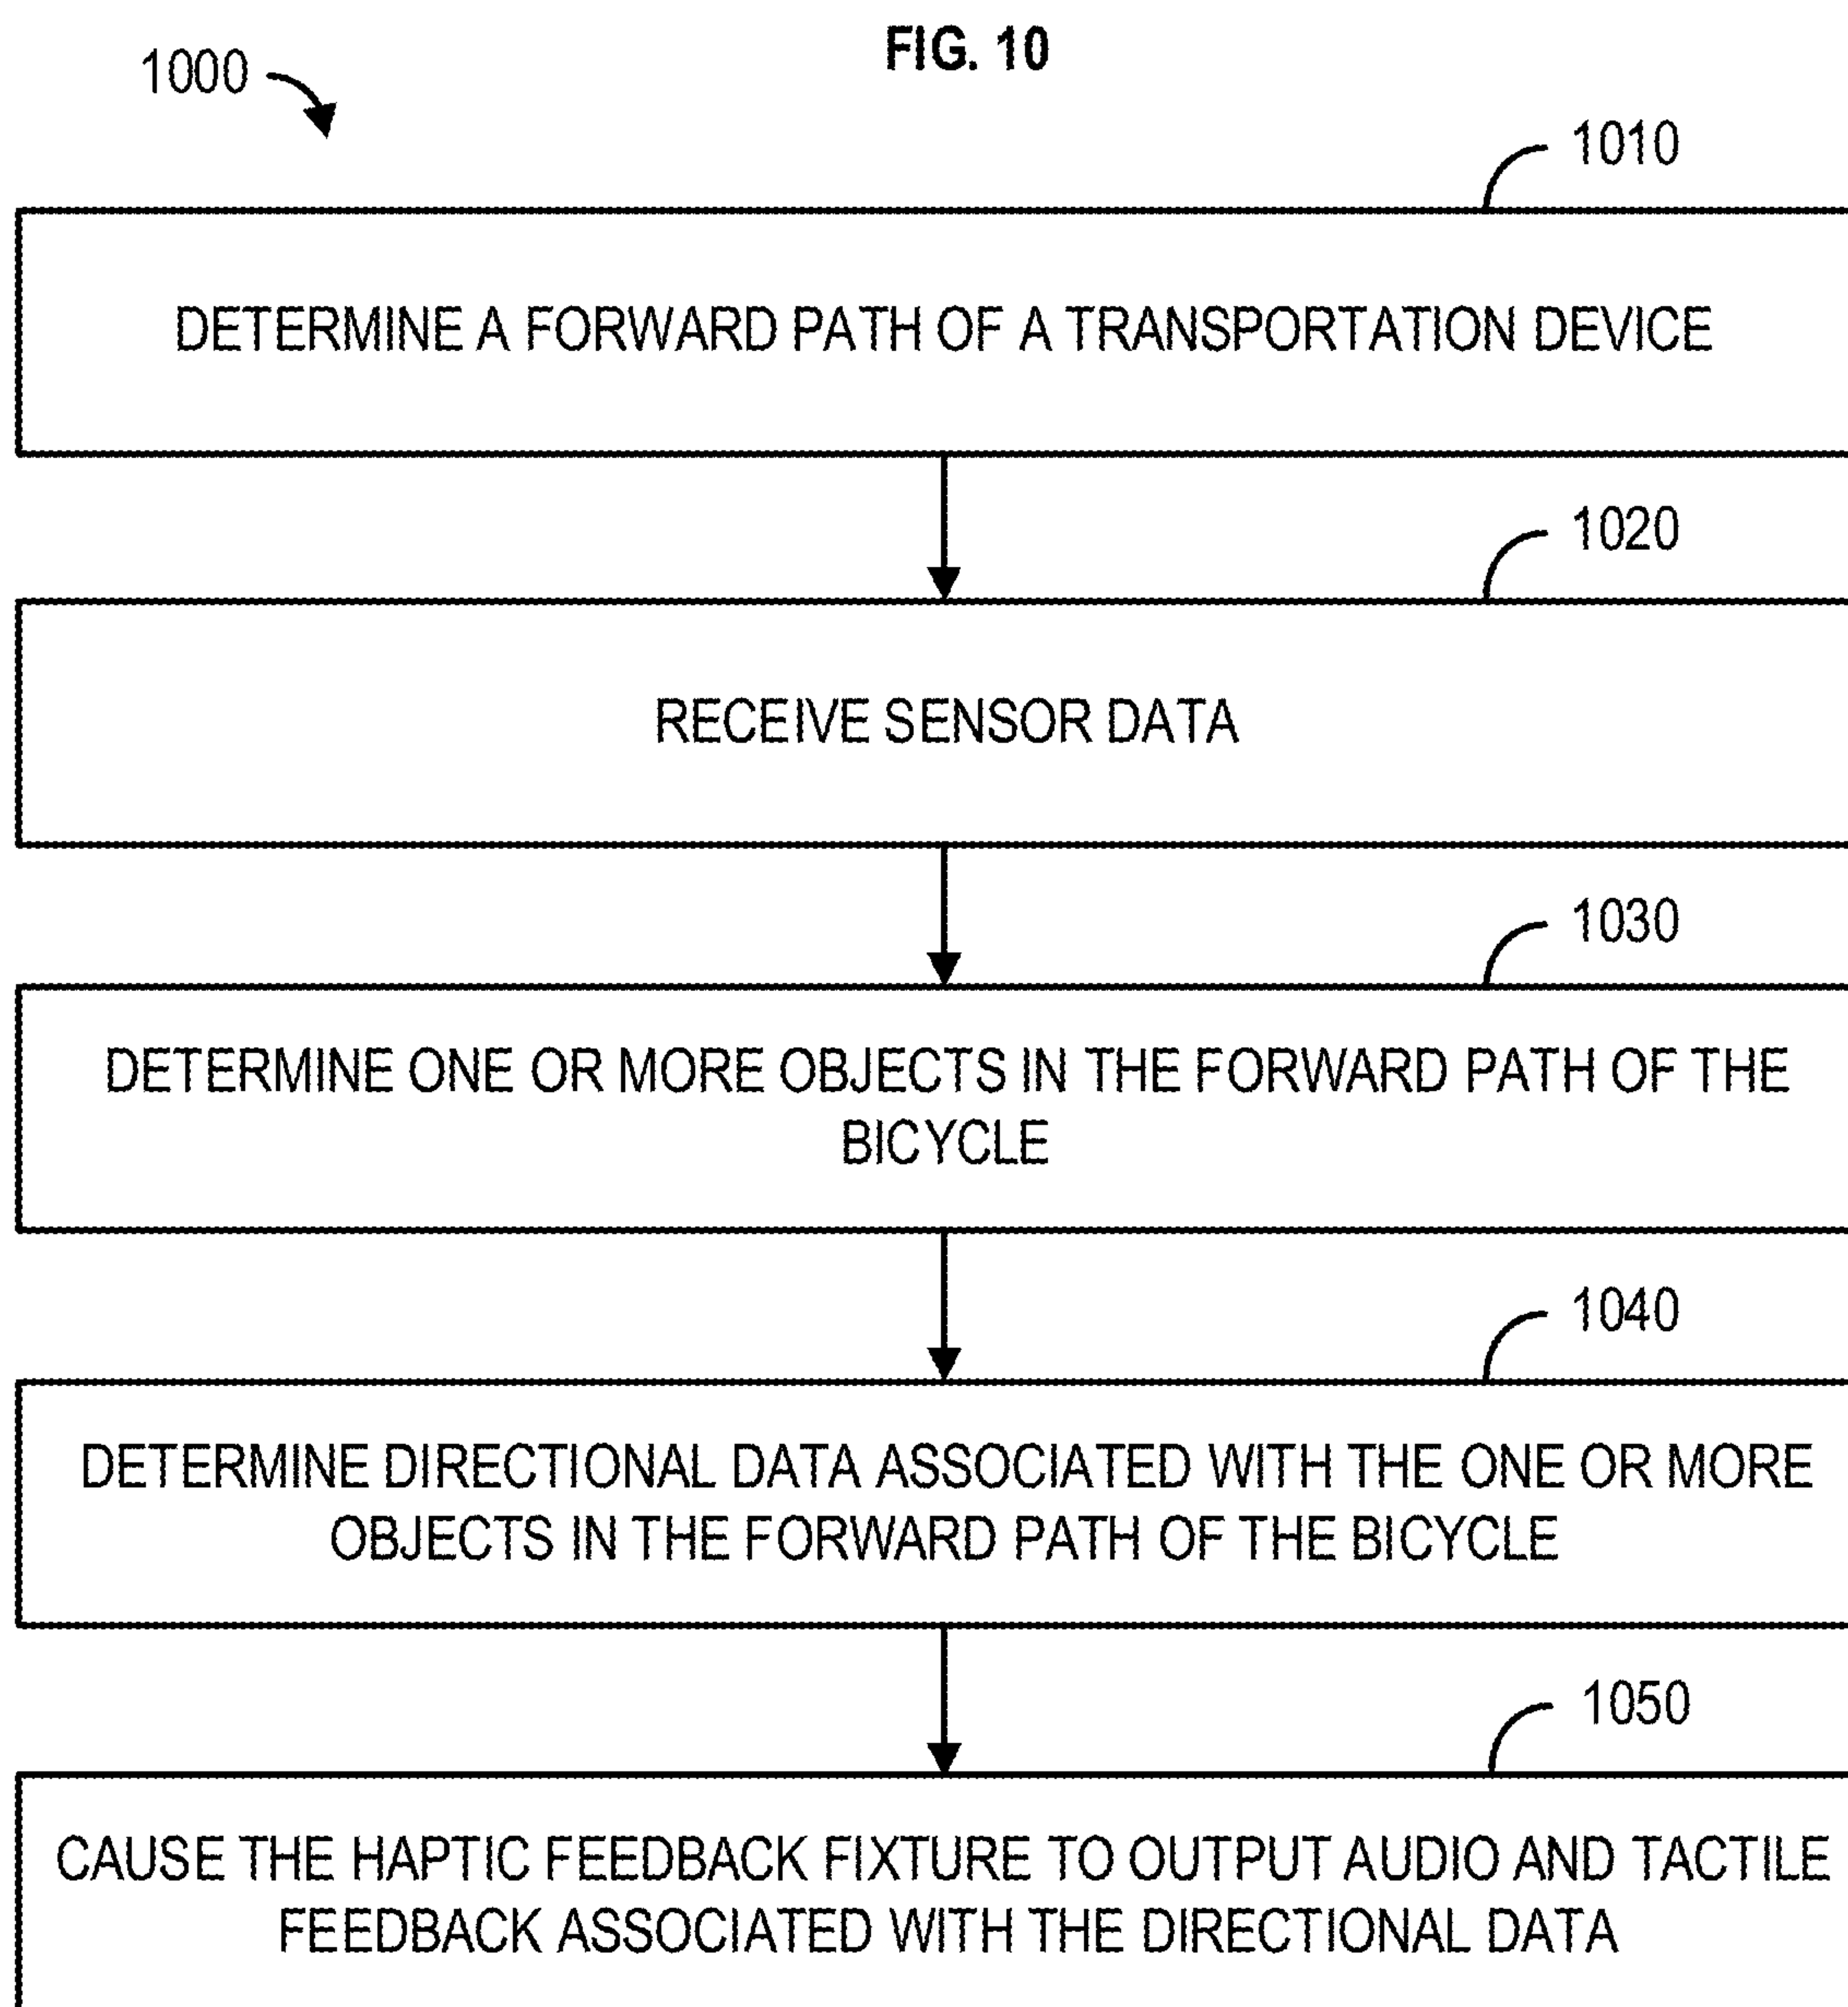 FIG. 10
1000
1010
DETERMINE A FORWARD PATH OF A TRANSPORTATION DEVICE
1020
RECEIVE SENSOR DATA
1030
DETERMINE ONE OR MORE OBJECTS IN THE FORWARD PATH OF THE
BICYCLE
1040
DETERMINE DIRECTIONAL DATA ASSOCIATED WITH THE ONE OR MORE
OBJECTS IN THE FORWARD PATH OF THE BICYCLE
1050
CAUSE THE HAPTIC FEEDBACK FIXTURE TO OUTPUT AUDIO AND TACTILE
FEEDBACK ASSOCIATED WITH THE DIRECTIONAL DATA